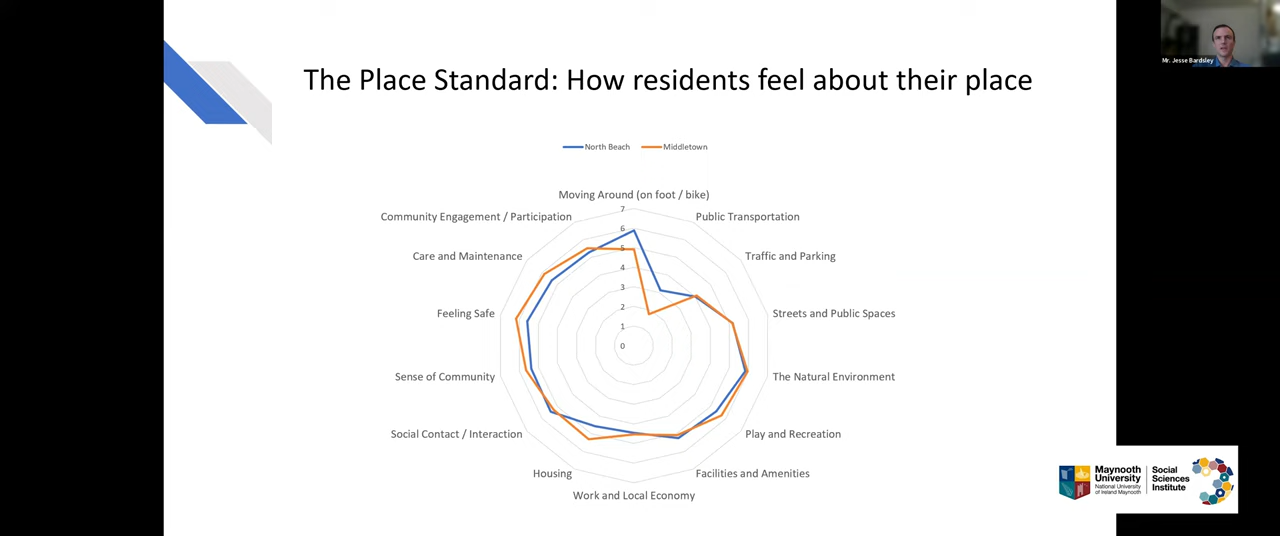 Mr. Jesse Bardsley
The Place Standard: How residents feel about their place
North Beach
Middletown
Moving Around (on foot / bike)
Community Engagement / Participation
Public Transportation
Care and Maintenance
Traffic and Parking
Feeling Safe
Streets and Public Spaces
Sense of Community
The Natural Environment
Social Contact / Interaction
Play and Recreation
Housing
Facilities and Amenities
Work and Local Economy
7
6
5
4
3
2
1
0
Maynooth
University
National University
of Ireland Maynooth
Social
Sciences
Institute